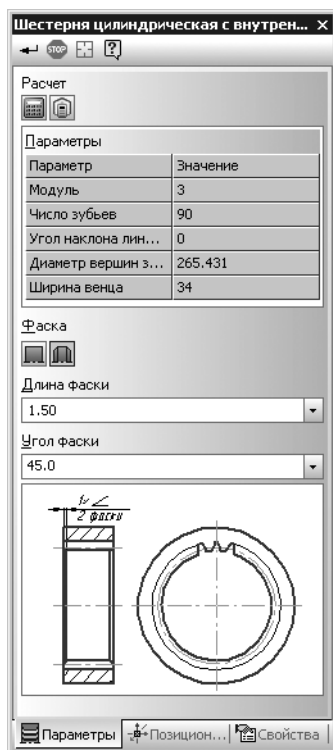 Шестерня цилиндрическая с внутрен...
STOP
Расчет
Параметры
Параметр Значение
Модуль 3
Число зубьев 90
Угол наклона лин... 0
Диаметр вершин з... 265.431
Ширина венца 34
Фаска
Длина фаски
1.50
Угол фаски
45.0
2 фаски
Параметры Позицион... Свойства